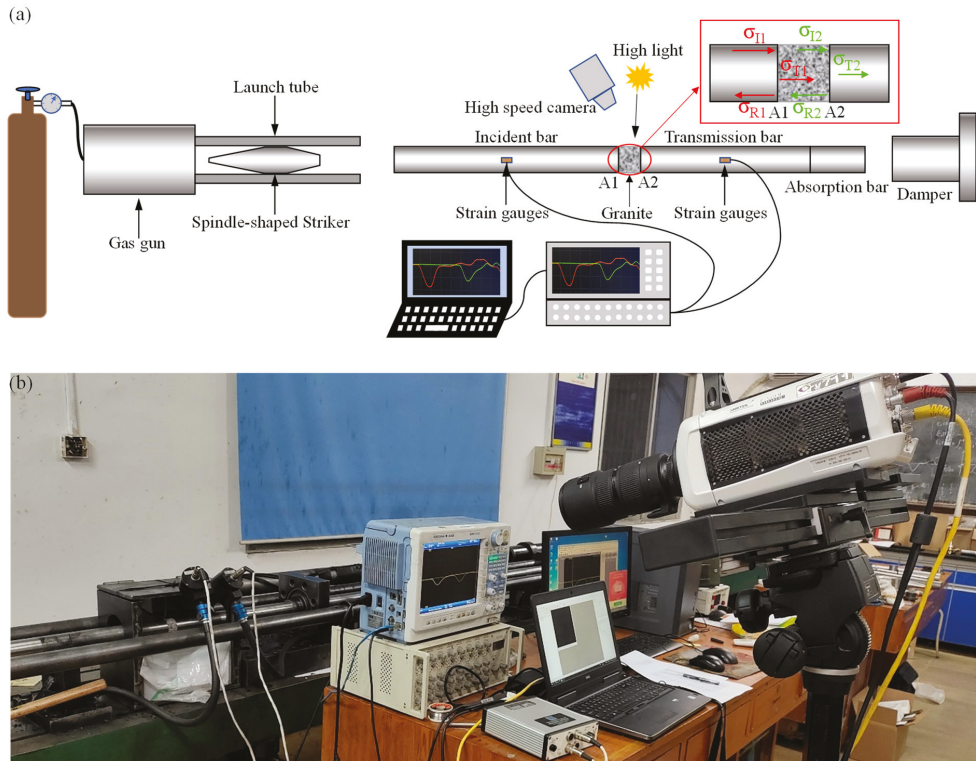 (a)
High light
σI1
σI2
σT1
σT2
σR1
A1
σR2
A2
Launch tube
High speed camera
Incident bar
Transmission bar
A1
A2
Absorption bar
Damper
Strain gauges
Granite
Strain gauges
Spindle-shaped Striker
Gas gun
(b)